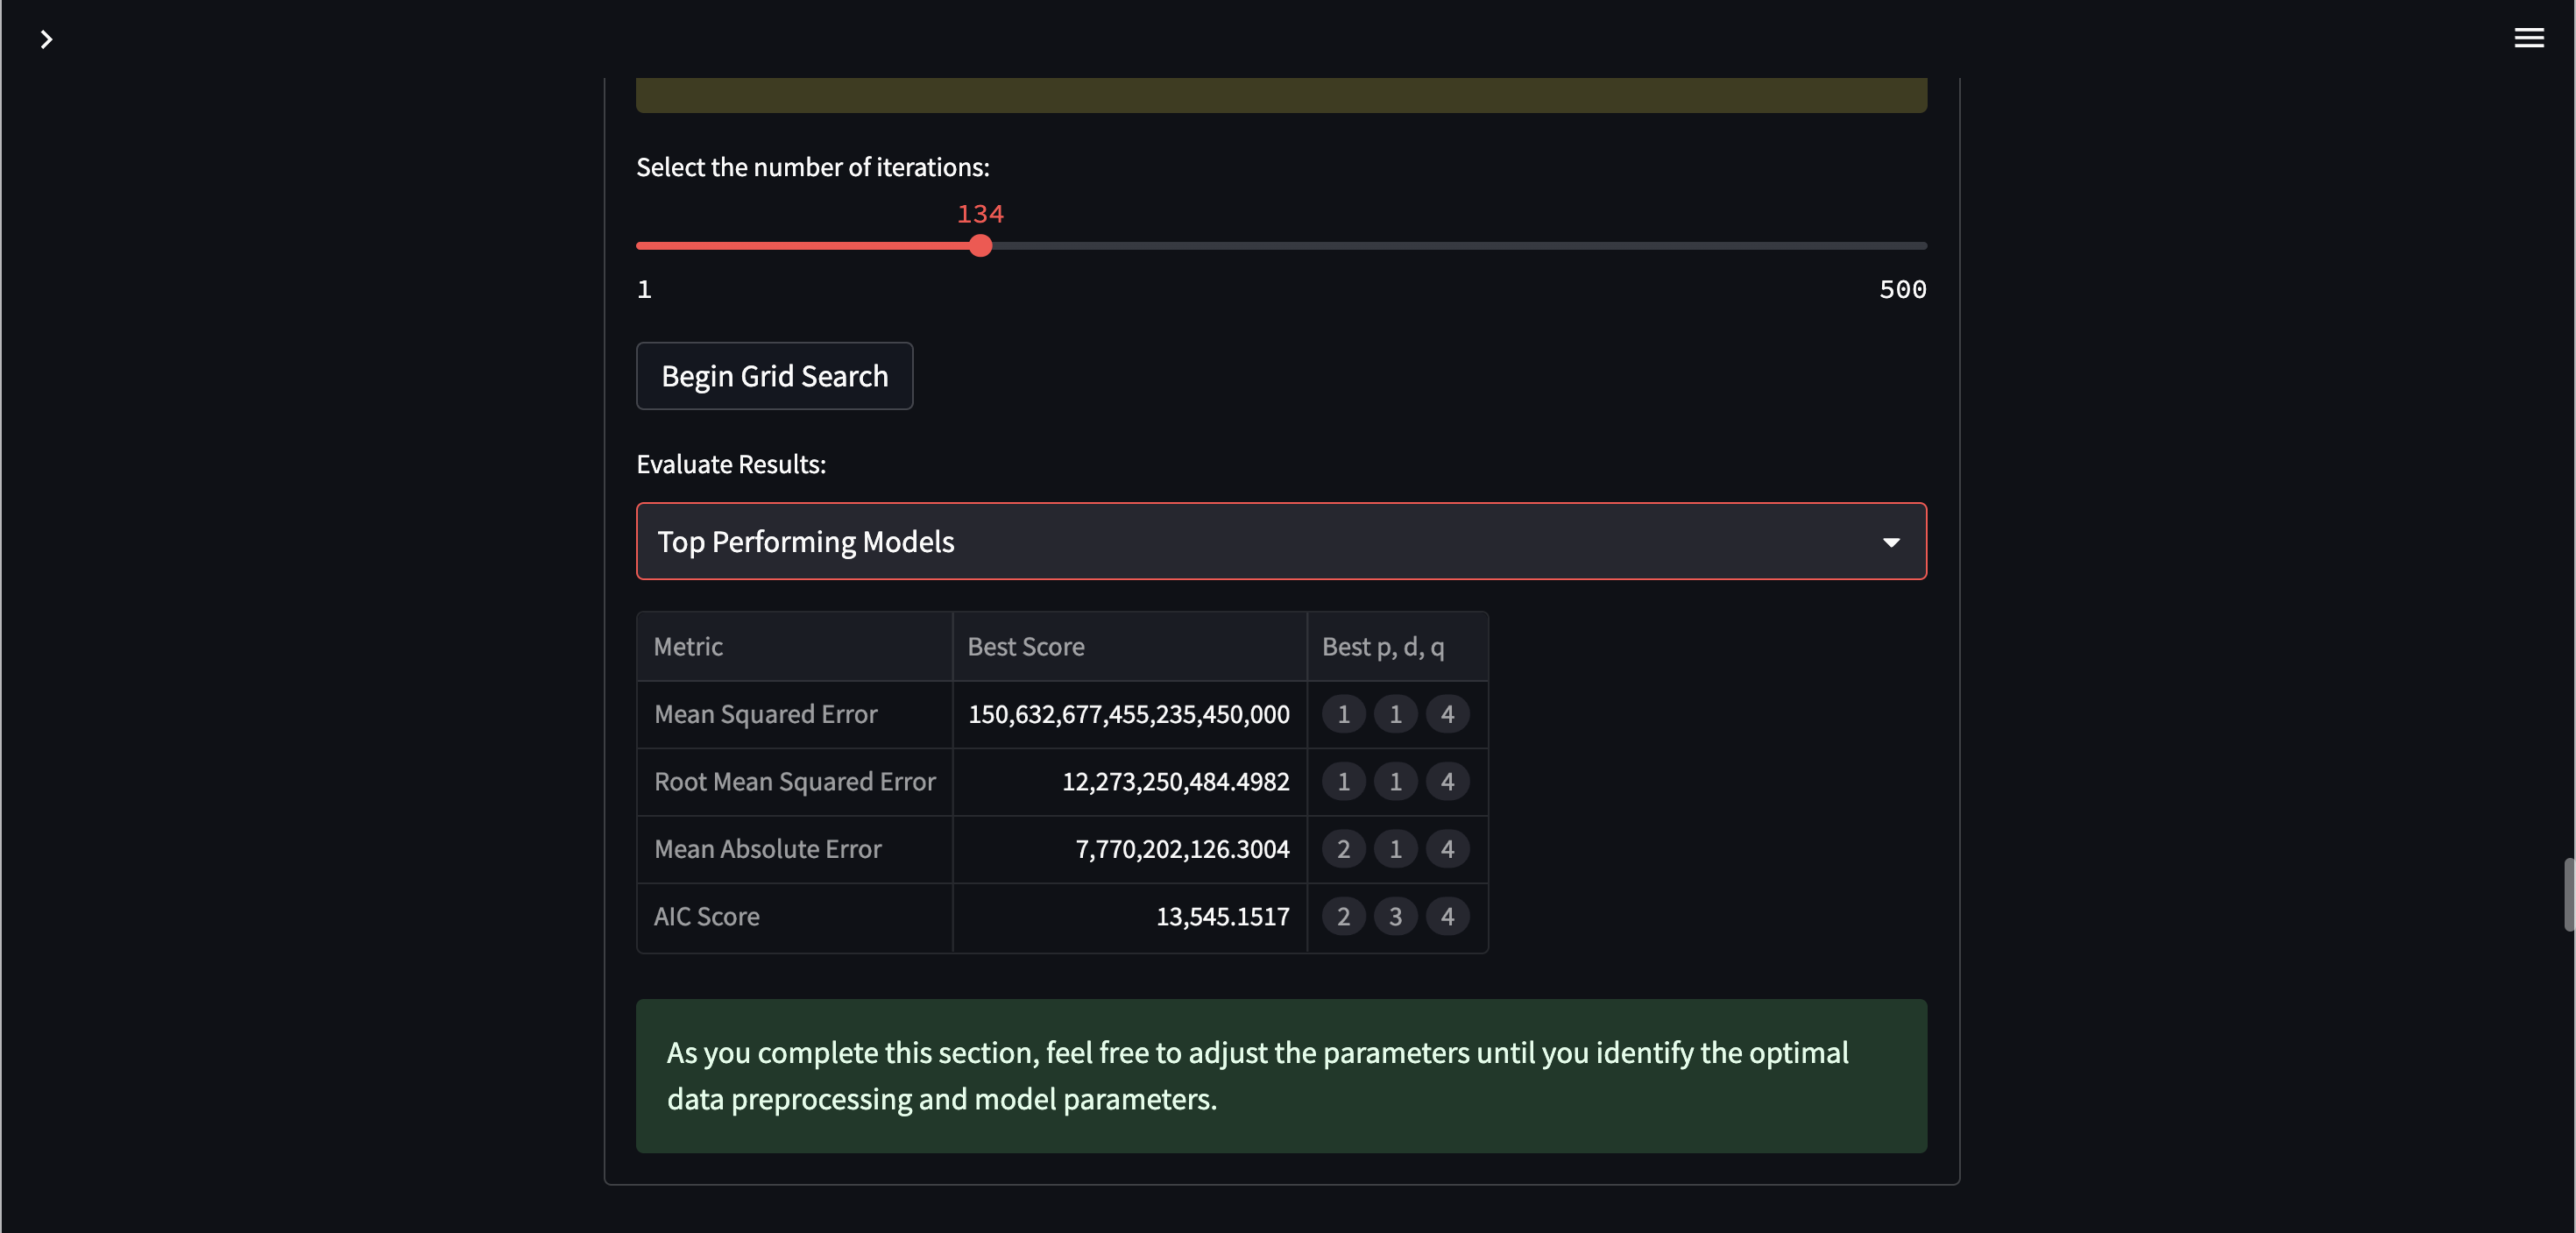 Select the number of iterations:
134
1 500
Begin Grid Search
Evaluate Results:
Top Performing Models
Metric Best Score Best p, d, q
Mean Squared Error 150,632,677,455,235,450,000 1 1 4
Root Mean Squared Error 12,273,250,484.4982 1 1 4
Mean Absolute Error 7,770,202,126.3004 2 1 4
AIC Score 13,545.1517 2 3 4
As you complete this section, feel free to adjust the parameters until you identify the optimal
data preprocessing and model parameters.